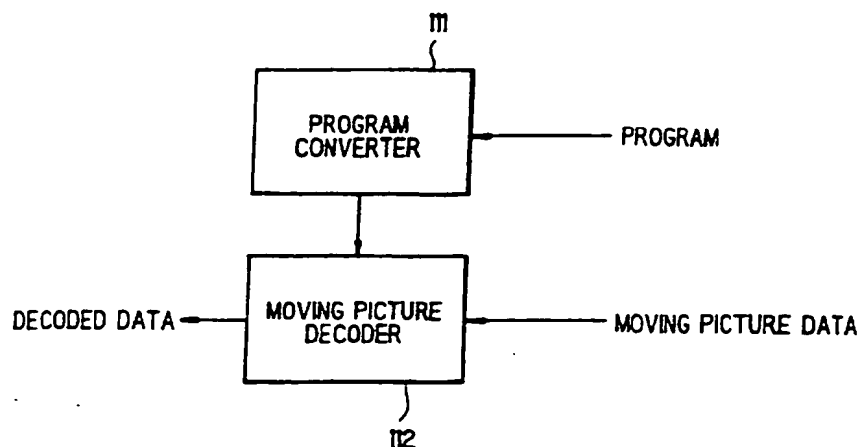 111
PROGRAM
CONVERTER
PROGRAM
MOVING PICTURE
DECODER
DECODED DATA
MOVING PICTURE DATA
112